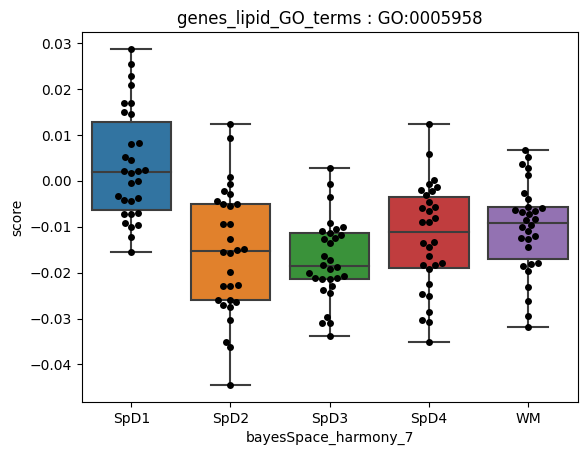 genes_lipid_GO_terms : GO:0005958
0.03
0.02
0.01
0.00
−0.01
−0.02
−0.03
−0.04
score
SpD1 SpD2 SpD3 SpD4 WM
bayesSpace_harmony_7